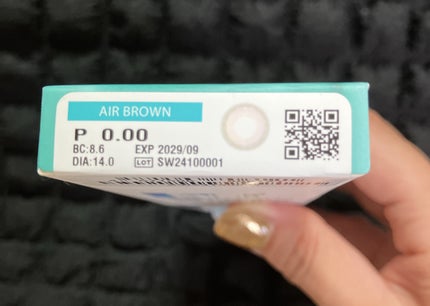 AIR BROWN
P 0.00
BC:8.6 EXP 2029/09
DIA:14.0 LOT SW24100001